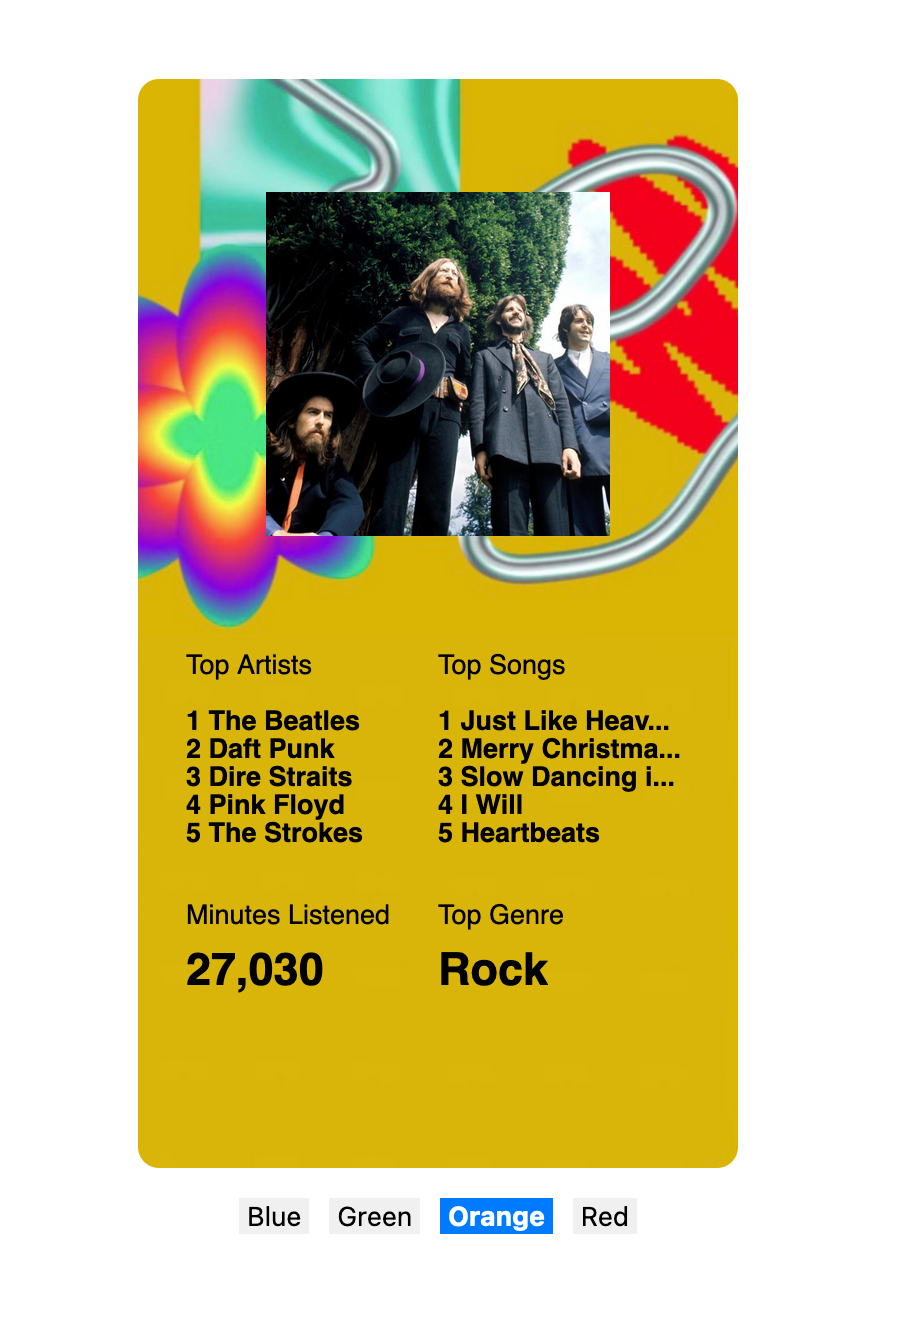 Top Artists
1 The Beatles
2 Daft Punk
3 Dire Straits
4 Pink Floyd
5 The Strokes
Top Songs
1 Just Like Heav...
2 Merry Christma...
3 Slow Dancing i...
4 I Will
5 Heartbeats
Minutes Listened
27,030
Top Genre
Rock
Blue Green Orange Red